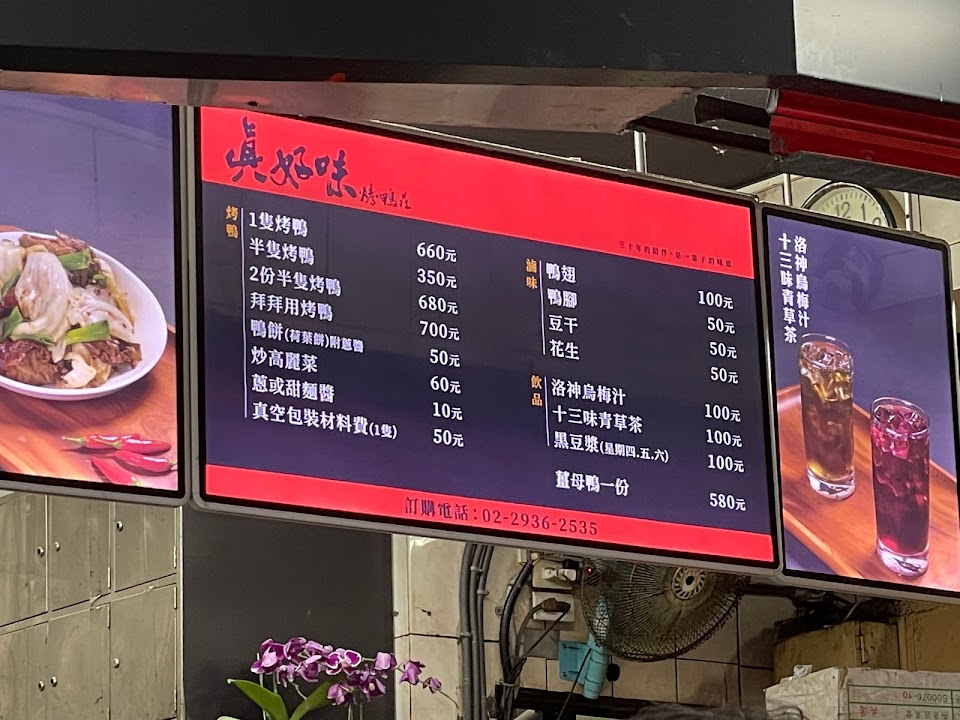 真好味 烤鴨莊
三十年的招牌，是一輩子的味道
烤鴨
1隻烤鴨 660元
半隻烤鴨 350元
2份半隻烤鴨 680元
拜拜用烤鴨 700元
鴨餅(荷葉餅)附蔥醬 50元
炒高麗菜 60元
蔥或甜麵醬 10元
真空包裝材料費(1隻) 50元
滷味
鴨翅 100元
鴨腳 50元
豆干 50元
花生 50元
飲品
洛神烏梅汁 100元
十三味青草茶 100元
黑豆漿(星期四.五.六) 100元
薑母鴨一份 580元
訂購電話：02-2936-2535
洛神烏梅汁
十三味青草茶
12
1
2
500076-10